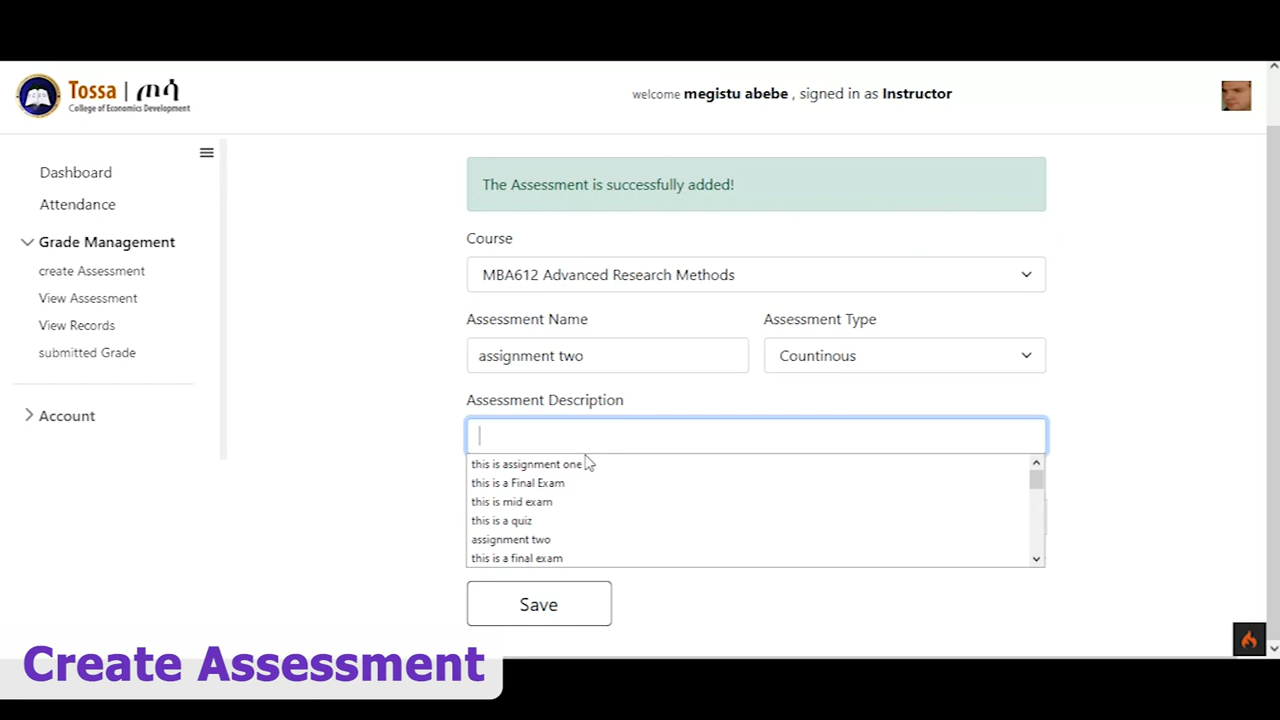 Tossa | ጦሳ
College of Economics Development
welcome megistu abebe , signed in as Instructor
Dashboard
Attendance
Grade Management
create Assessment
View Assessment
View Records
submitted Grade
Account
The Assessment is successfully added!
Course
MBA612 Advanced Research Methods
Assessment Name
Assessment Type
assignment two
Countinous
Assessment Description
this is assignment one
this is a Final Exam
this is mid exam
this is a quiz
assignment two
this is a final exam
Save
Create Assessment